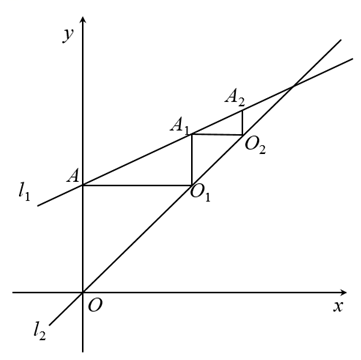 y
A₂
A₁
O₂
A
l₁
O₁
O
x
l₂